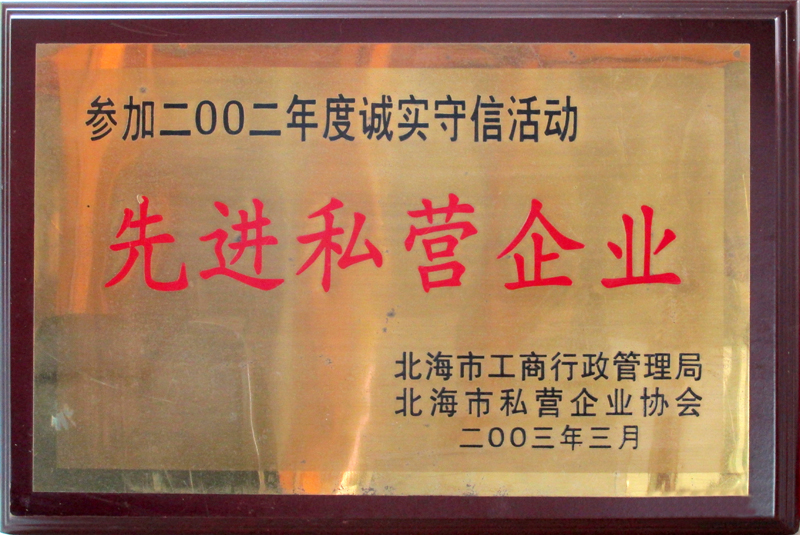 参加二00二年度诚实守信活动
先进私营企业
北海市工商行政管理局
北海市私营企业协会
二00三年三月